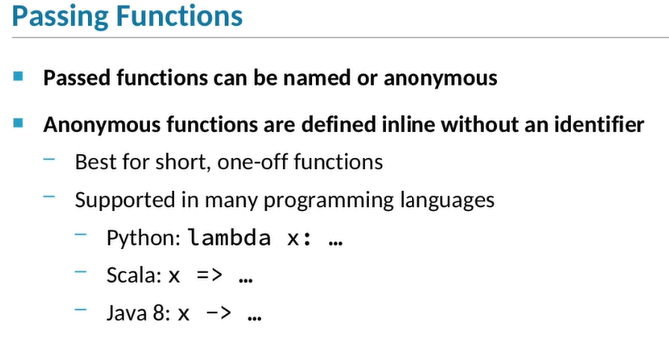 Passing Functions
Passed functions can be named or anonymous
Anonymous functions are defined inline without an identifier
– Best for short, one-off functions
– Supported in many programming languages
– Python: lambda x: …
– Scala: x => …
– Java 8: x -> …